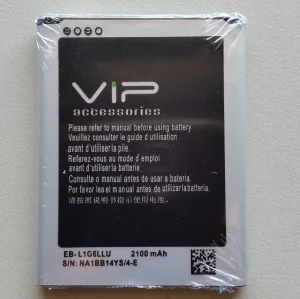 VIP
accessories
Please refer to manual before using battery
Veuillez consulter le guide d'utilisation
avant d'utiliser la pile.
Referez-vous au mode d'emploi
avant d'utiliser la batterie.
Consulte o manual antes de usar a bateria
Por favor lea el manual antes de utilizar la bateria.
请按照说明手册使用电池。
EB- L1G6LLU 2100 mAh
S/N: NA1BB14YS/4-E